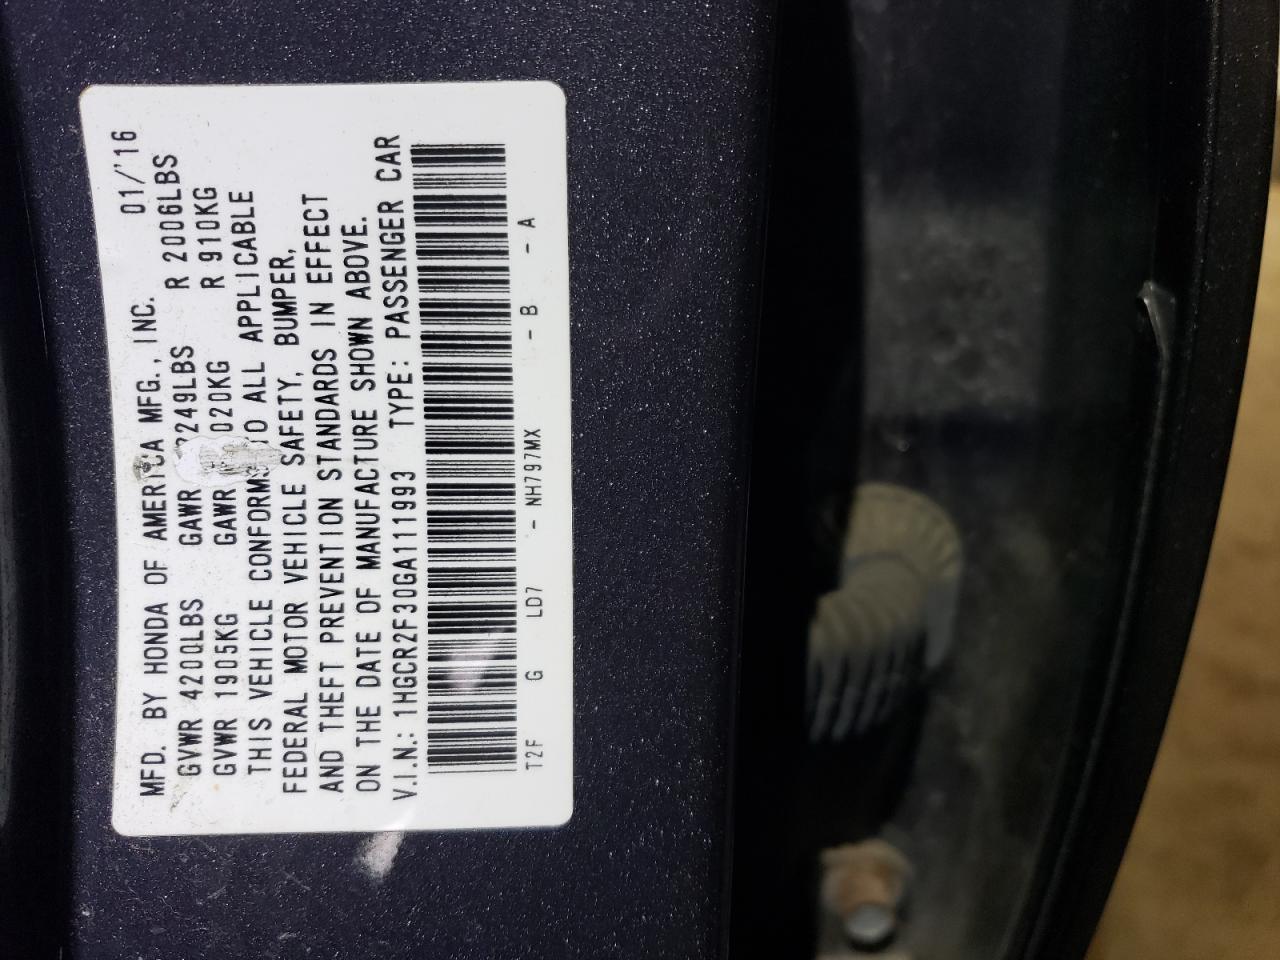 MFD. BY HONDA OF AMERICA MFG., INC. 01/'16
GVWR 4200LBS GAWR 2249LBS R 2006LBS
GVWR 1905KG GAWR 020KG R 910KG
THIS VEHICLE CONFORMS TO ALL APPLICABLE
FEDERAL MOTOR VEHICLE SAFETY, BUMPER,
AND THEFT PREVENTION STANDARDS IN EFFECT
ON THE DATE OF MANUFACTURE SHOWN ABOVE.
V.I.N.: 1HGCR2F30GA111993 TYPE: PASSENGER CAR
T2F G LD7 - NH797MX - B - A